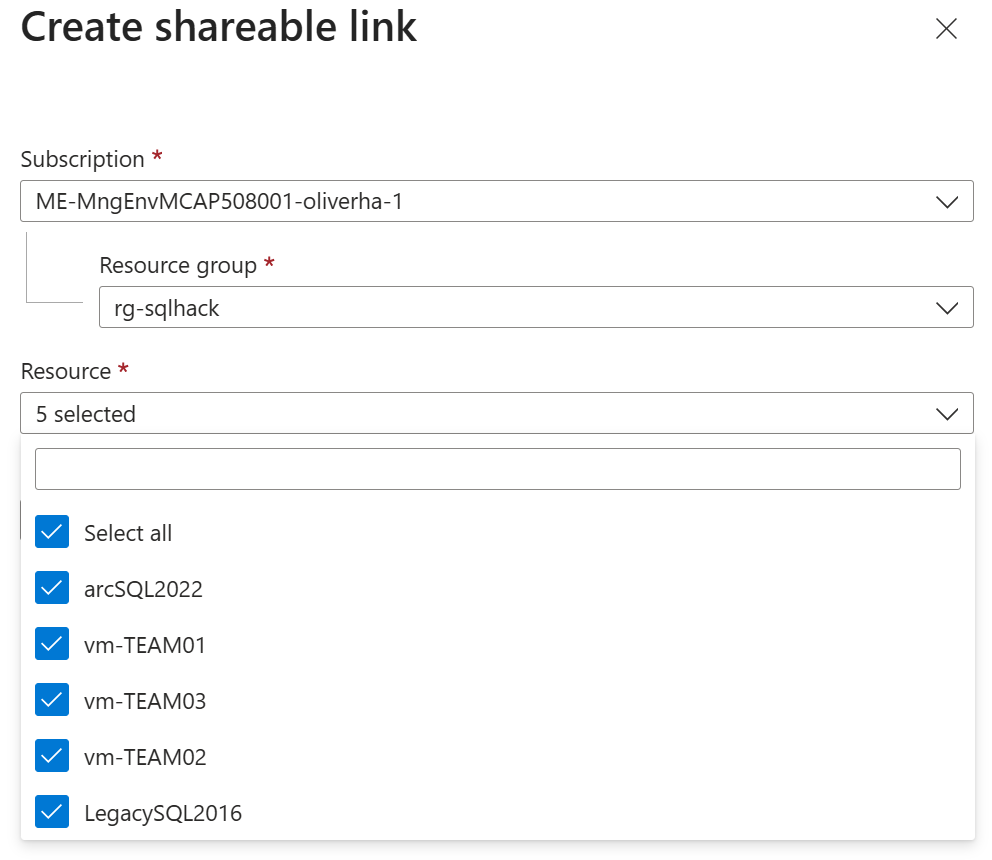 Create shareable link
Subscription *
ME-MngEnvMCAP508001-oliverha-1
Resource group *
rg-sqlhack
Resource *
5 selected
Select all
arcSQL2022
vm-TEAM01
vm-TEAM03
vm-TEAM02
LegacySQL2016